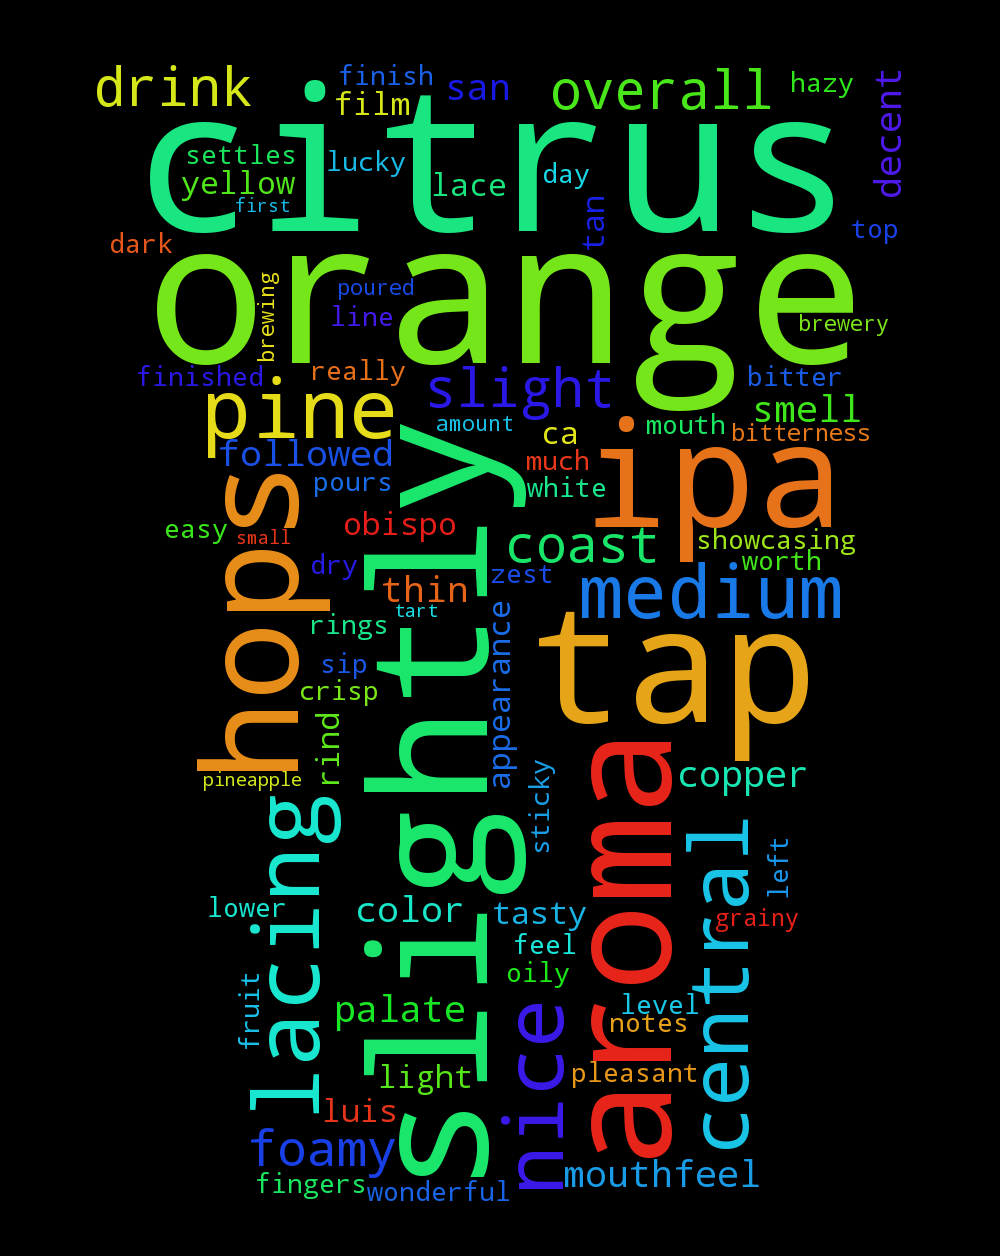 drink
finish
san
overall
hazy
film
decent
citrus
settles
lucky
yellow
lace
day
first
tan
dark
top
orange
brewing
poured
line
brewery
finished
really
slight
bitter
pine
amount
ca
mouth
smell
bitterness
followed
much
ipa
pours
white
hops
easy
small
obispo
coast
showcasing
worth
dry
thin
zest
medium
tart
rings
slightly
tap
sip
crisp
appearance
rind
pineapple
sticky
copper
aroma
lacing
central
left
lower
color
tasty
grainy
feel
oily
fruit
palate
nice
level
notes
light
pleasant
luis
foamy
mouthfeel
fingers
wonderful